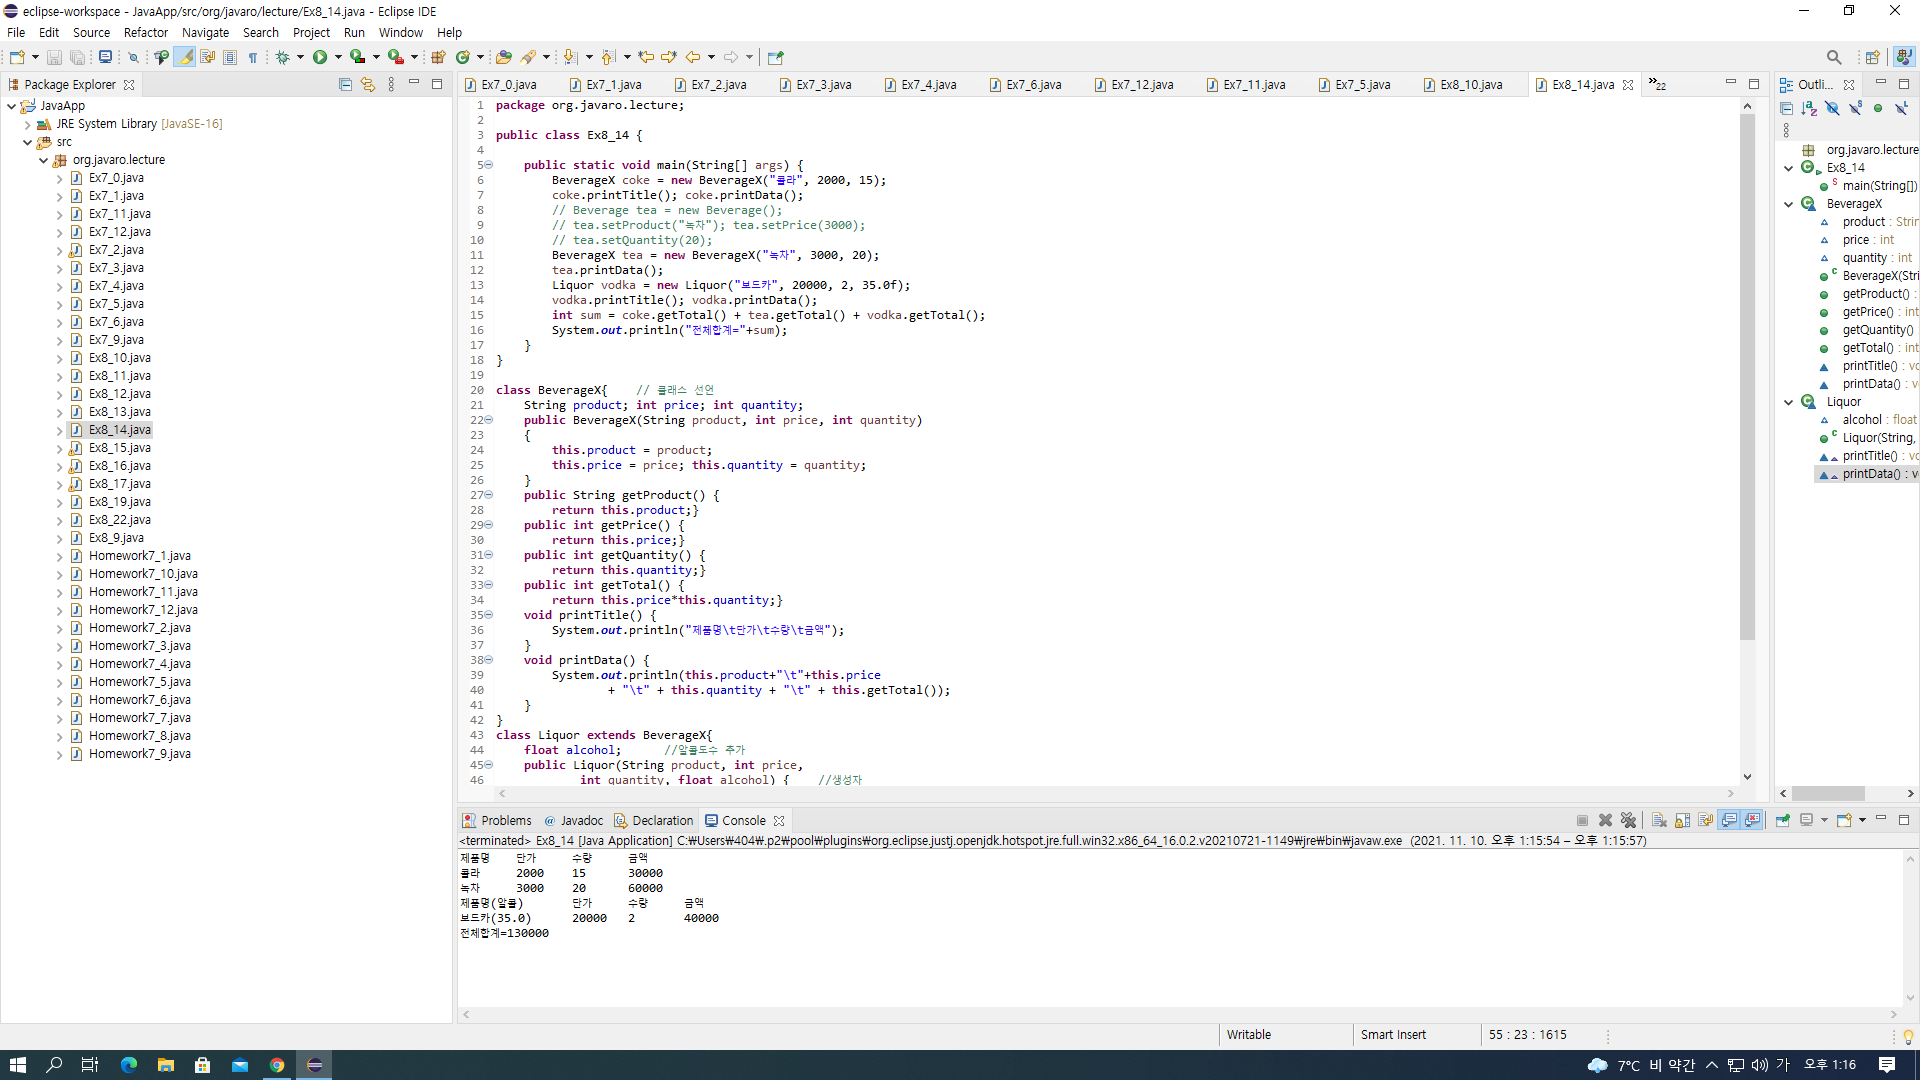 eclipse-workspace - JavaApp/src/org/javaro/lecture/Ex8_14.java - Eclipse IDE
File Edit Source Refactor Navigate Search Project Run Window Help
Package Explorer
JavaApp
JRE System Library [JavaSE-16]
src
org.javaro.lecture
Ex7_0.java
Ex7_1.java
Ex7_11.java
Ex7_12.java
Ex7_2.java
Ex7_3.java
Ex7_4.java
Ex7_5.java
Ex7_6.java
Ex7_9.java
Ex8_10.java
Ex8_11.java
Ex8_12.java
Ex8_13.java
Ex8_14.java
Ex8_15.java
Ex8_16.java
Ex8_17.java
Ex8_19.java
Ex8_22.java
Ex8_9.java
Homework7_1.java
Homework7_10.java
Homework7_11.java
Homework7_12.java
Homework7_2.java
Homework7_3.java
Homework7_4.java
Homework7_5.java
Homework7_6.java
Homework7_7.java
Homework7_8.java
Homework7_9.java
Ex7_0.java Ex7_1.java Ex7_2.java Ex7_3.java Ex7_4.java Ex7_6.java Ex7_12.java Ex7_11.java Ex7_5.java Ex8_10.java Ex8_14.java »22
1 package org.javaro.lecture;
2
3 public class Ex8_14 {
4
5 public static void main(String[] args) {
6 BeverageX coke = new BeverageX("콜라", 2000, 15);
7 coke.printTitle(); coke.printData();
8 // Beverage tea = new Beverage();
9 // tea.setProduct("녹차"); tea.setPrice(3000);
10 // tea.setQuantity(20);
11 BeverageX tea = new BeverageX("녹차", 3000, 20);
12 tea.printData();
13 Liquor vodka = new Liquor("보드카", 20000, 2, 35.0f);
14 vodka.printTitle(); vodka.printData();
15 int sum = coke.getTotal() + tea.getTotal() + vodka.getTotal();
16 System.out.println("전체합계="+sum);
17 }
18 }
19
20 class BeverageX{ // 클래스 선언
21 String product; int price; int quantity;
22 public BeverageX(String product, int price, int quantity)
23 {
24 this.product = product;
25 this.price = price; this.quantity = quantity;
26 }
27 public String getProduct() {
28 return this.product;}
29 public int getPrice() {
30 return this.price;}
31 public int getQuantity() {
32 return this.quantity;}
33 public int getTotal() {
34 return this.price*this.quantity;}
35 void printTitle() {
36 System.out.println("제품명\t단가\t수량\t금액");
37 }
38 void printData() {
39 System.out.println(this.product+"\t"+this.price
40 + "\t" + this.quantity + "\t" + this.getTotal());
41 }
42 }
43 class Liquor extends BeverageX{
44 float alcohol; //알콜도수 추가
45 public Liquor(String product, int price,
46 int quantity, float alcohol) { //생성자
Outli...
org.javaro.lecture
Ex8_14
main(String[])
BeverageX
product : Strin
price : int
quantity : int
BeverageX(Stri
getProduct() :
getPrice() : int
getQuantity()
getTotal() : int
printTitle() : vo
printData() : vo
Liquor
alcohol : float
Liquor(String,
printTitle() : vo
printData() : v
Problems Javadoc Declaration Console
<terminated> Ex8_14 [Java Application] C:₩Users₩404₩.p2₩pool₩plugins₩org.eclipse.justj.openjdk.hotspot.jre.full.win32.x86_64_16.0.2.v20210721-1149₩jre₩bin₩javaw.exe (2021. 11. 10. 오후 1:15:54 – 오후 1:15:57)
제품명 단가 수량 금액
콜라 2000 15 30000
녹차 3000 20 60000
제품명(알콜) 단가 수량 금액
보드카(35.0) 20000 2 40000
전체합계=130000
Writable Smart Insert 55 : 23 : 1615
7°C 비 약간 가 오후 1:16